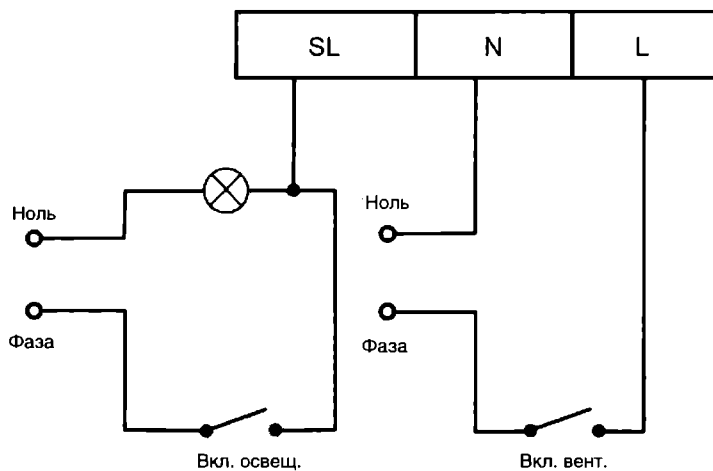 SL N L
Ноль
Ноль
Фаза
Фаза
Вкл. освещ.
Вкл. вент.